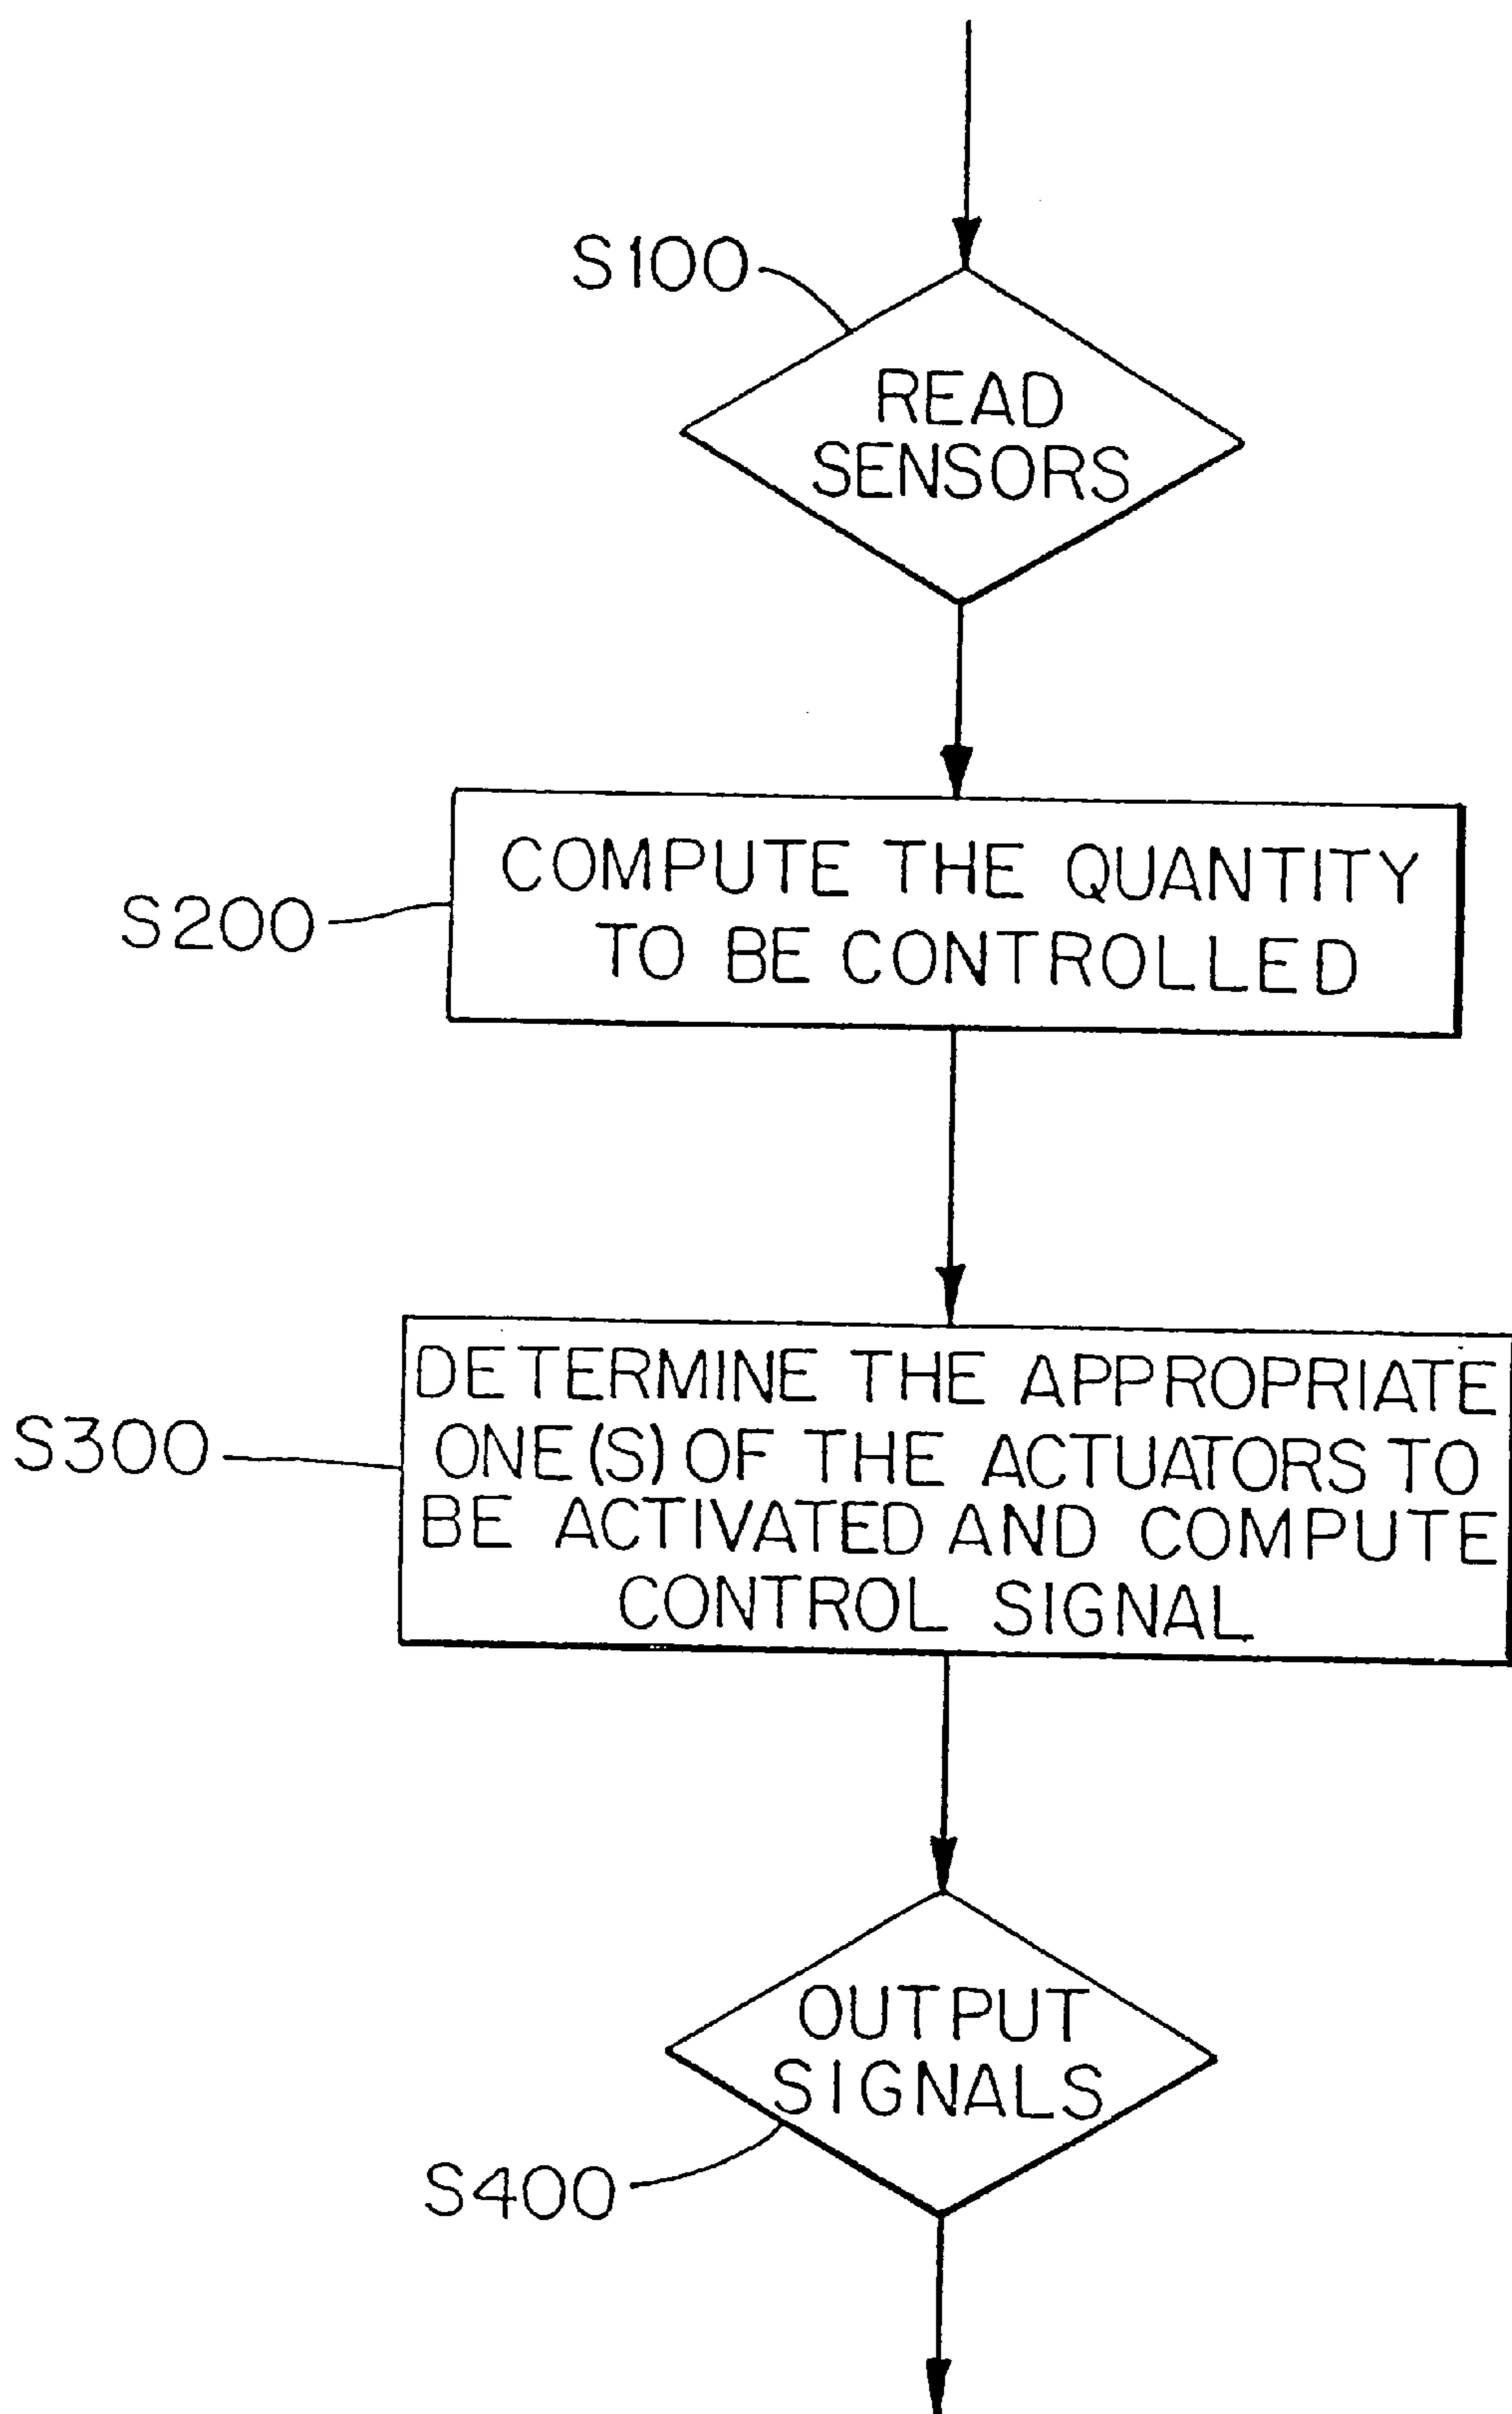 S100
READ
SENSORS
COMPUTE THE QUANTITY
TO BE CONTROLLED
S200
DETERMINE THE APPROPRIATE
ONE(S) OF THE ACTUATORS TO
BE ACTIVATED AND COMPUTE
CONTROL SIGNAL
S300
OUTPUT
SIGNALS
S400